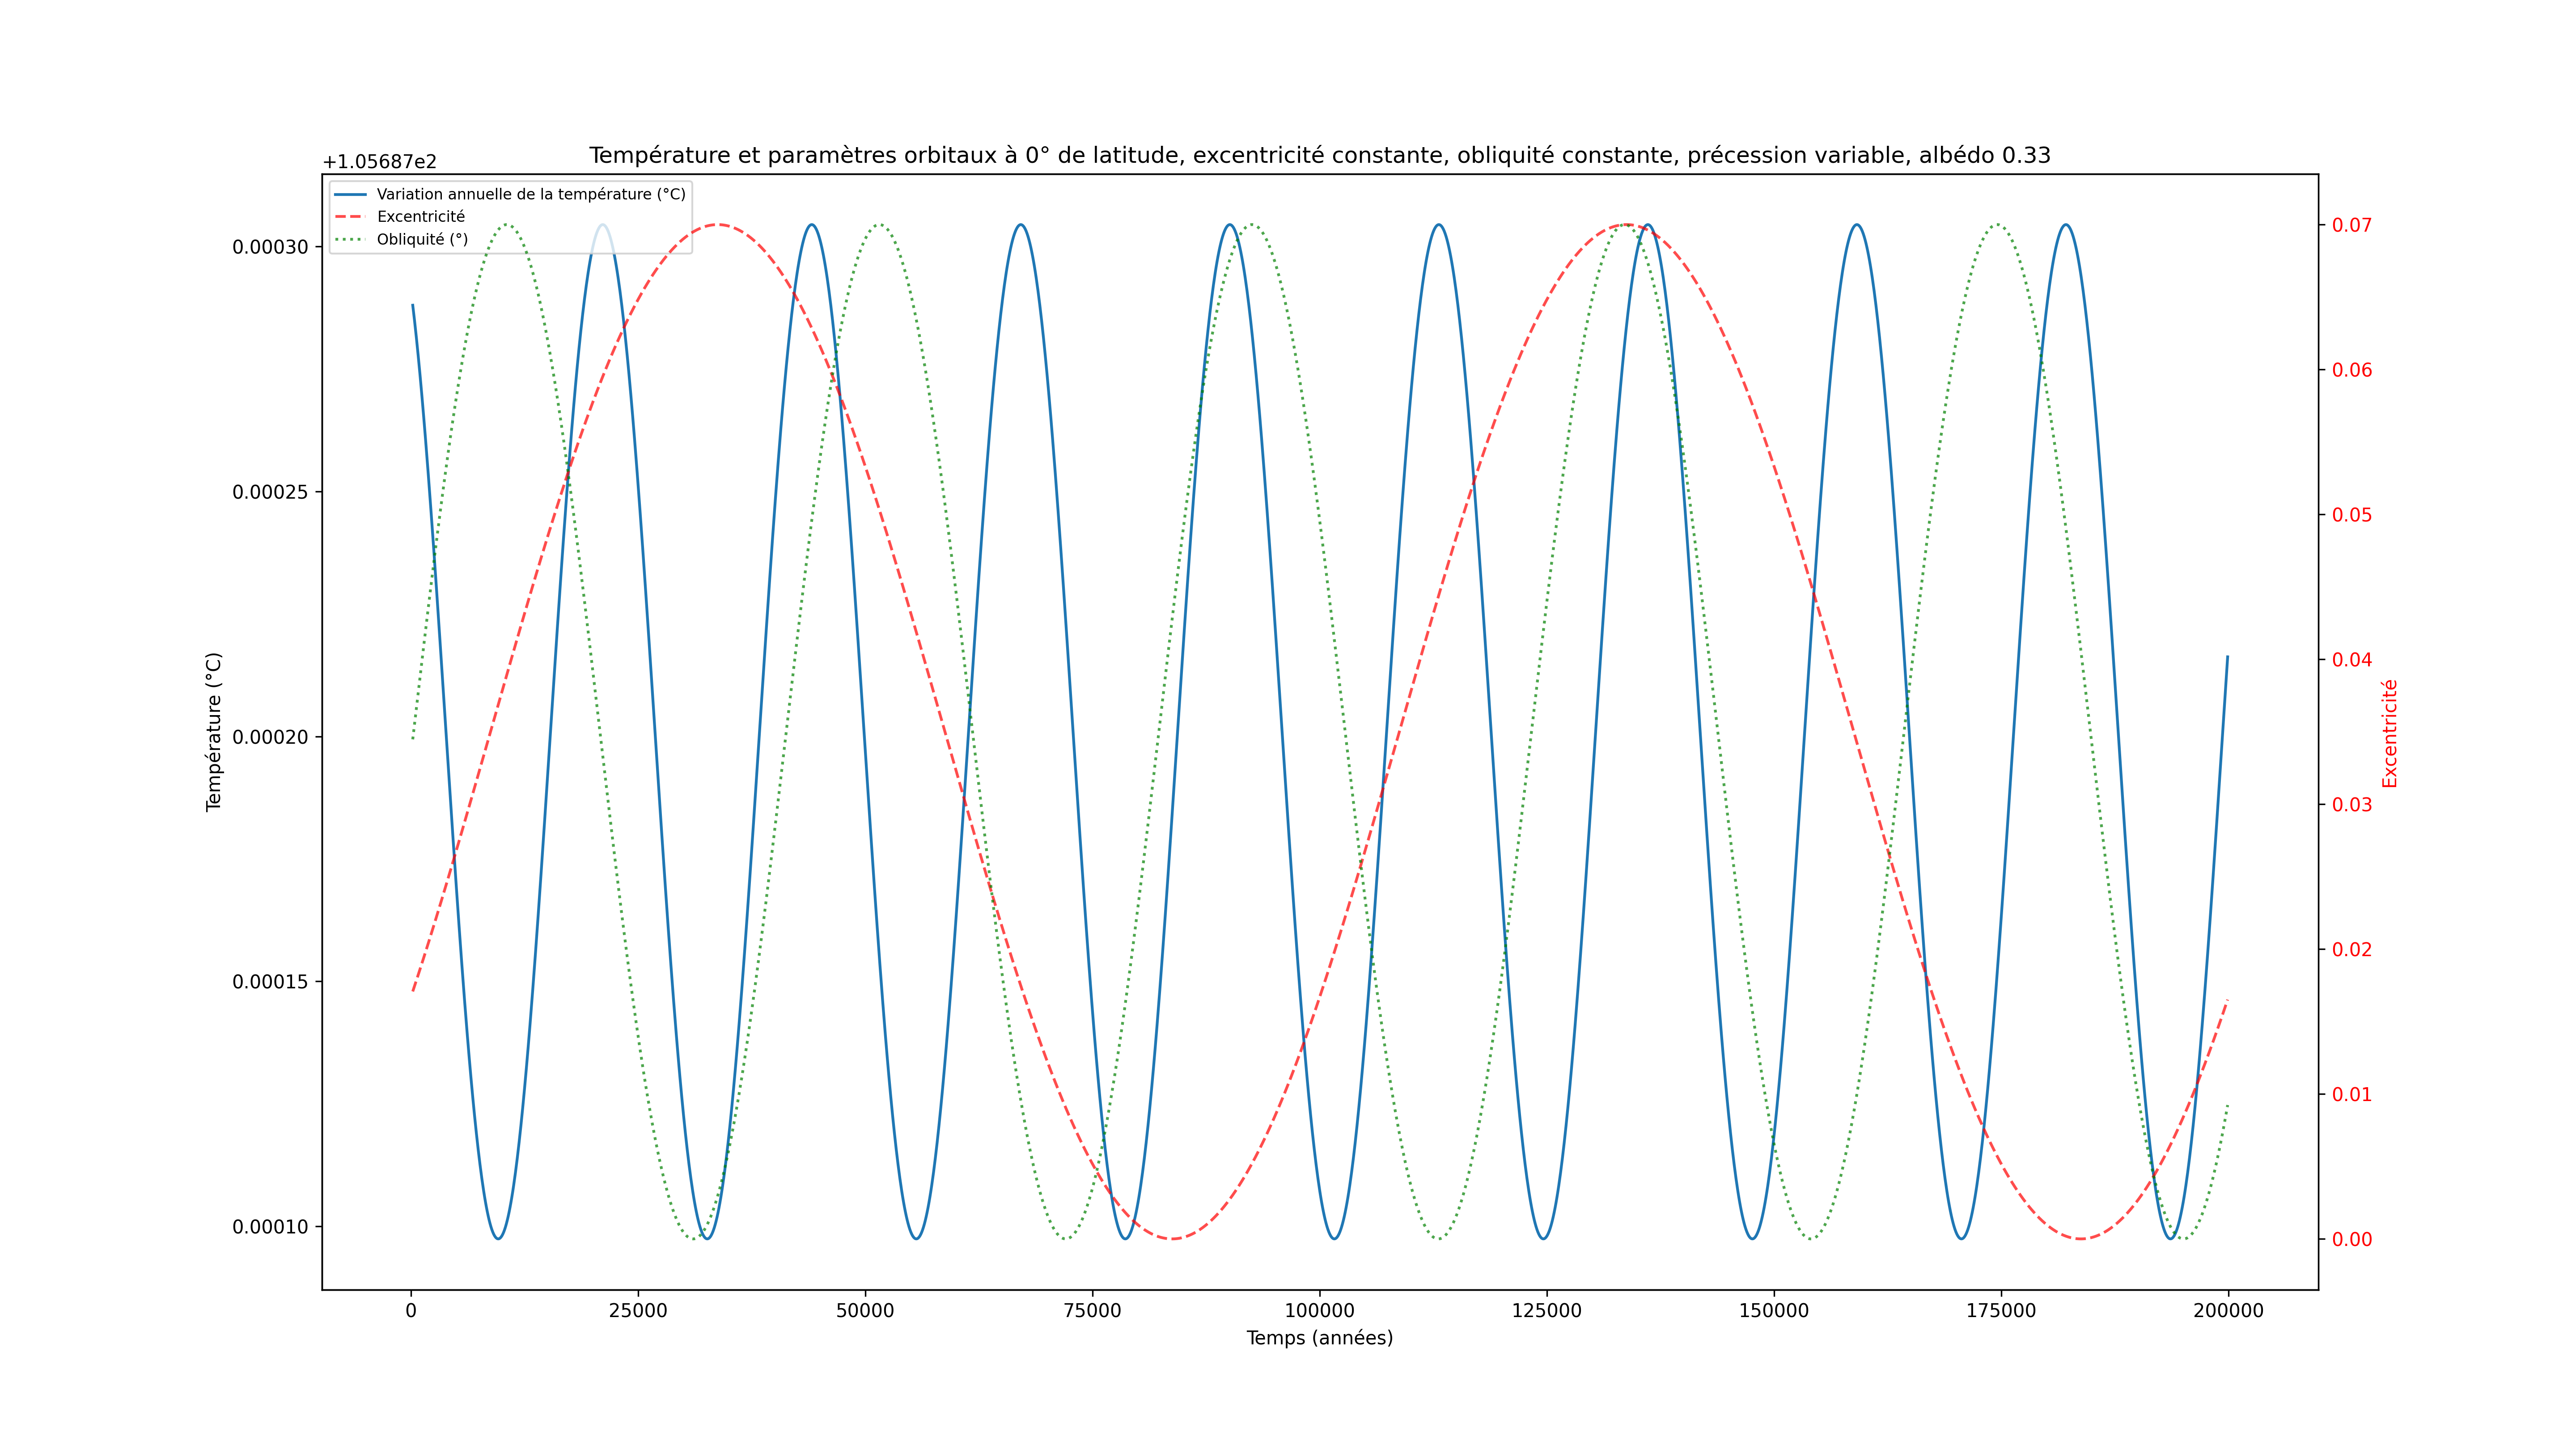 Température et paramètres orbitaux à 0° de latitude, excentricité constante, obliquité constante, précession variable, albédo 0.33
+1.05687e2
Variation annuelle de la température (°C)
Excentricité
Obliquité (°)
0.00030
0.00025
0.00020
0.00015
0.00010
Température (°C)
0.07
0.06
0.05
0.04
0.03
0.02
0.01
0.00
Excentricité
0
25000
50000
75000
100000
125000
150000
175000
200000
Temps (années)